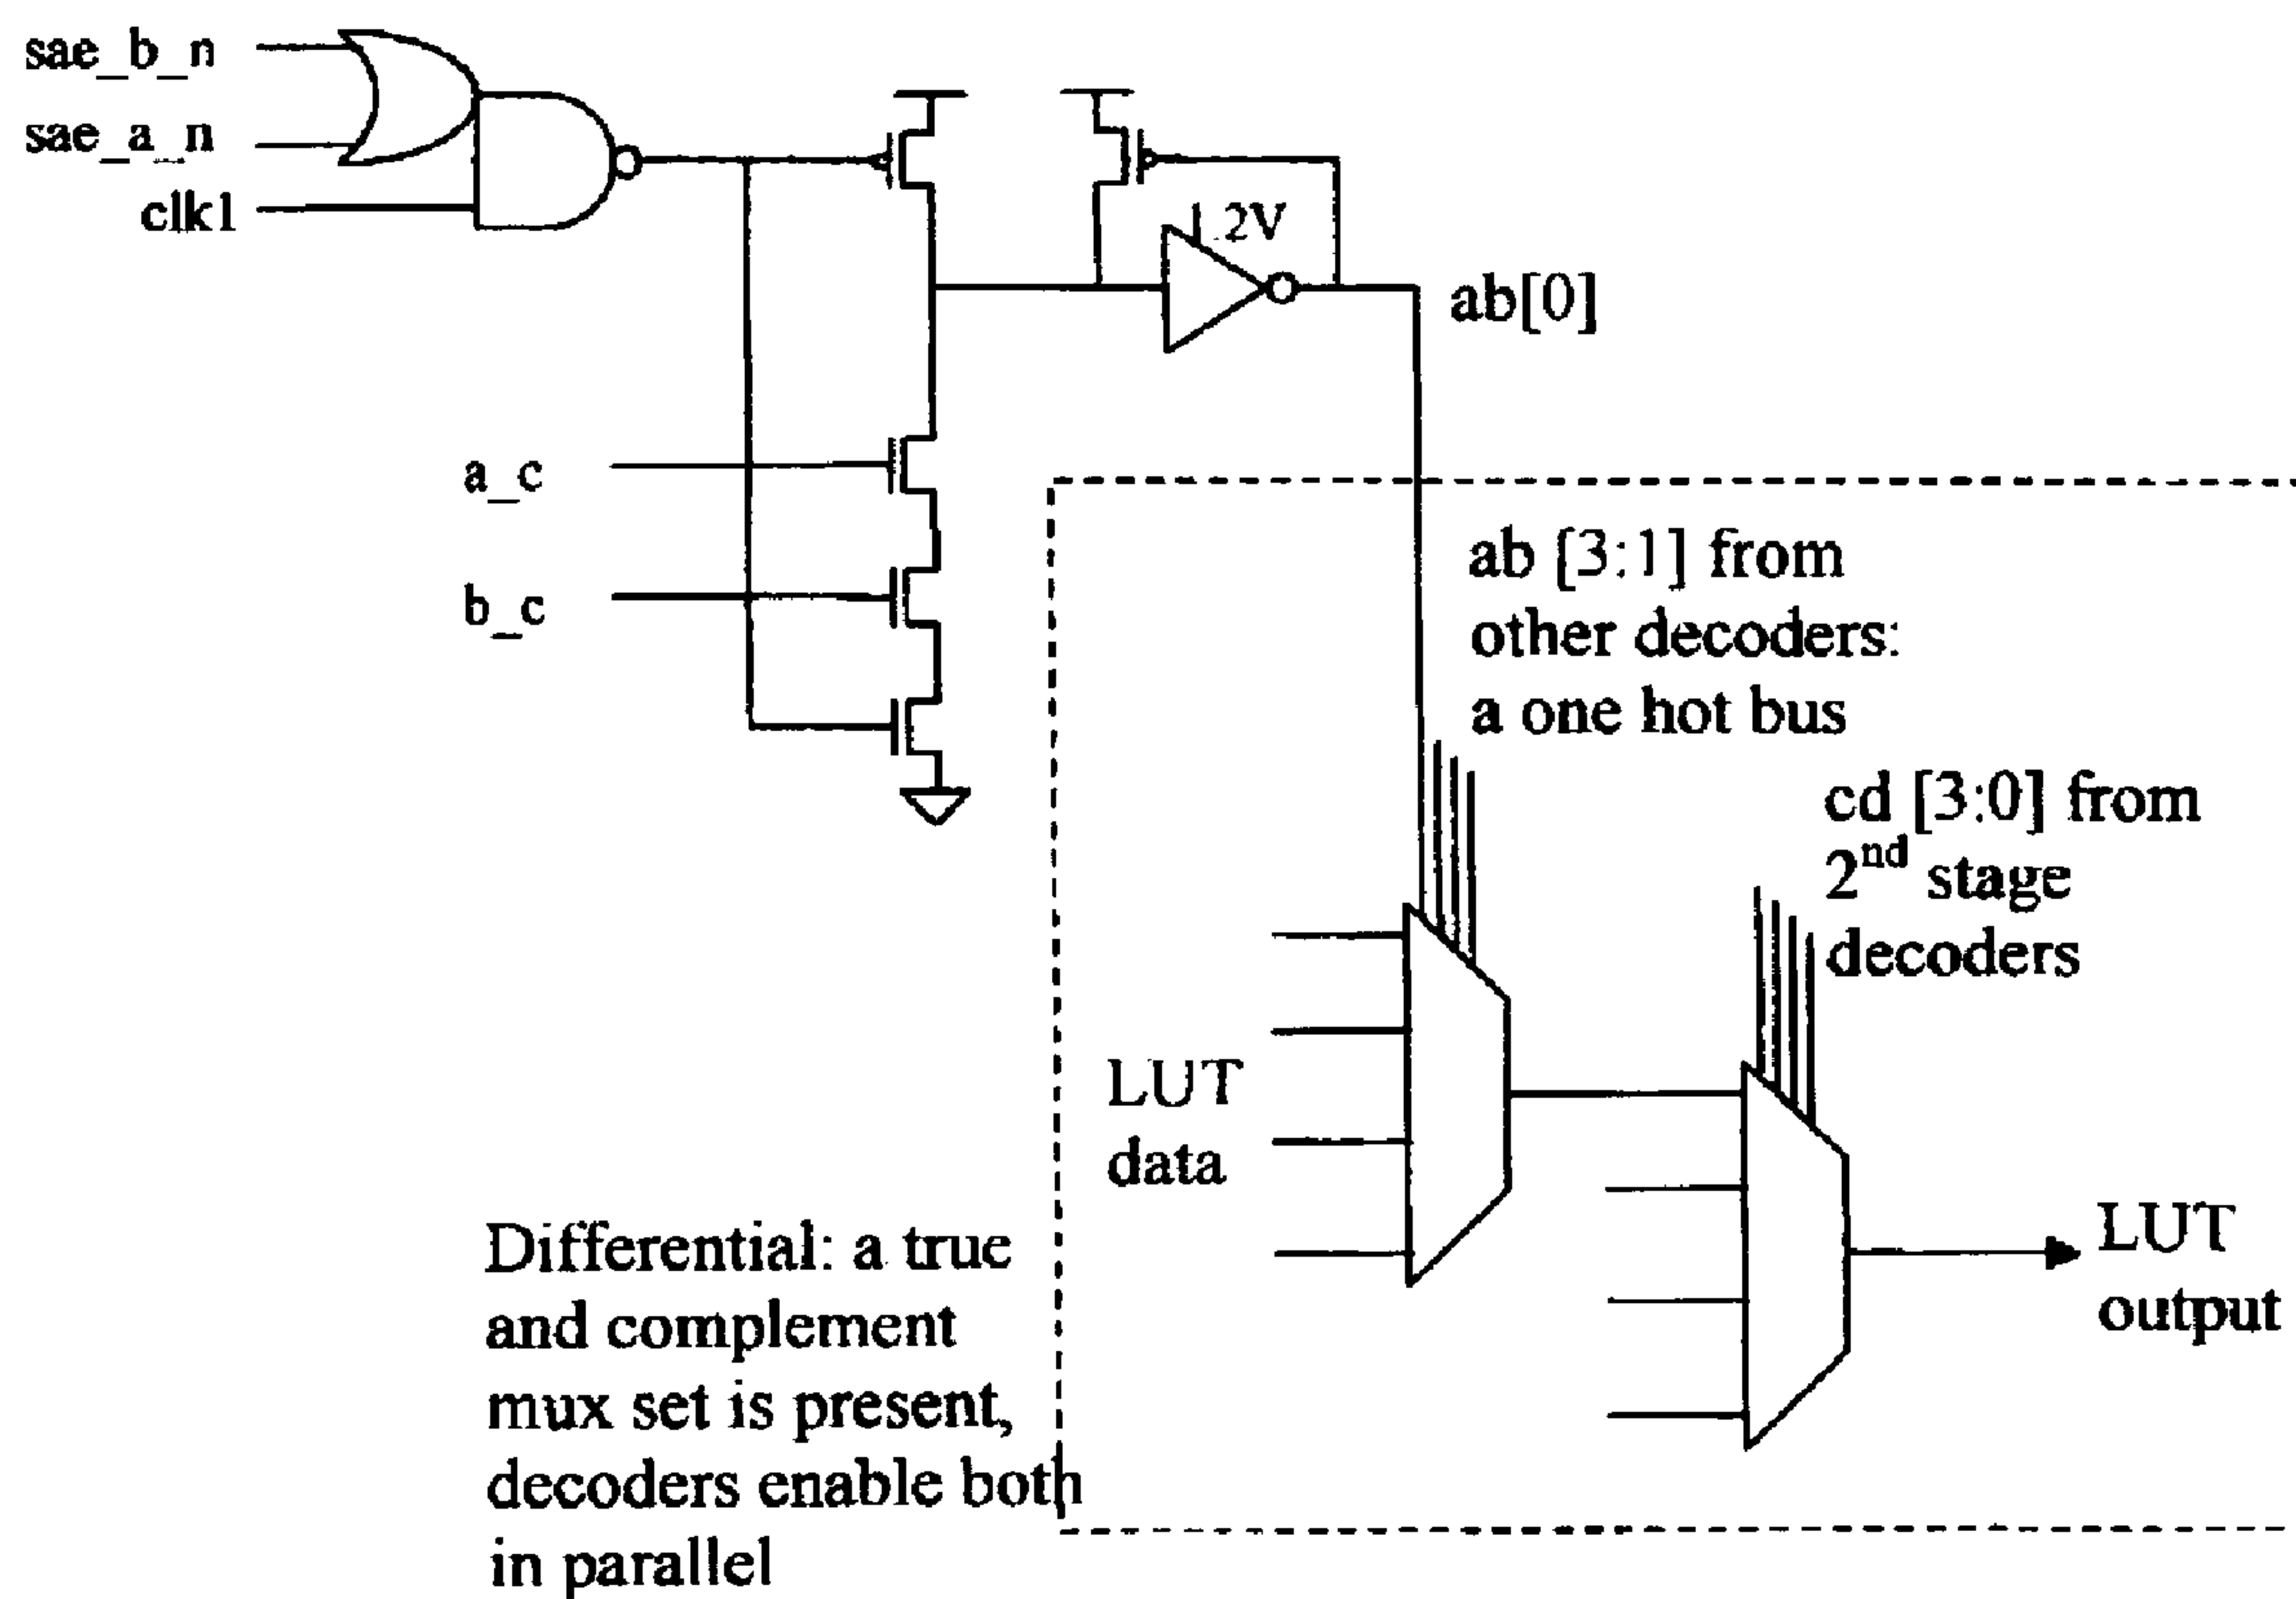 sae_b_n
sae_a_n
clk1
1.2V
ab[0]
a_c
b_c
ab [3:1] from
other decoders:
a one hot bus
cd [3:0] from
2nd stage
decoders
LUT
data
LUT
output
Differential: a true
and complement
mux set is present,
decoders enable both
in parallel